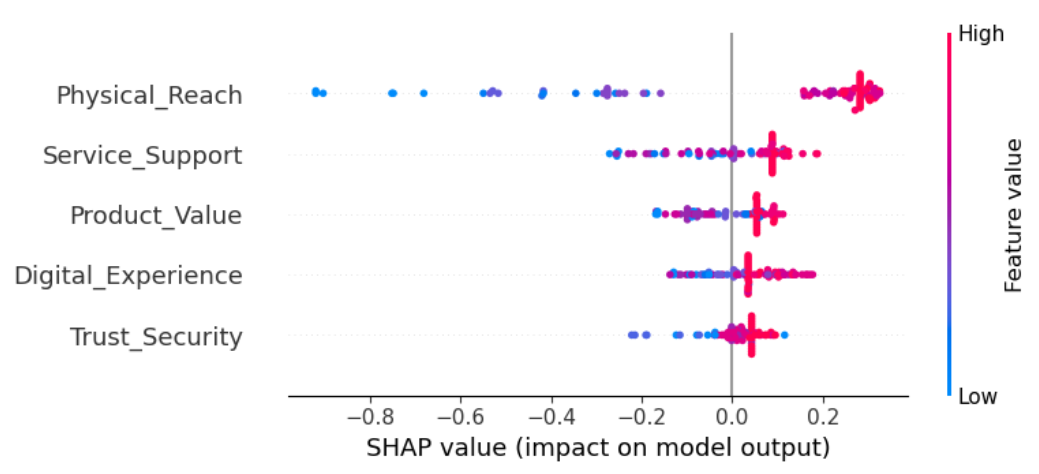 High
Physical_Reach
Service_Support
Product_Value
Digital_Experience
Trust_Security
Feature value
Low
−0.8 −0.6 −0.4 −0.2 0.0 0.2
SHAP value (impact on model output)